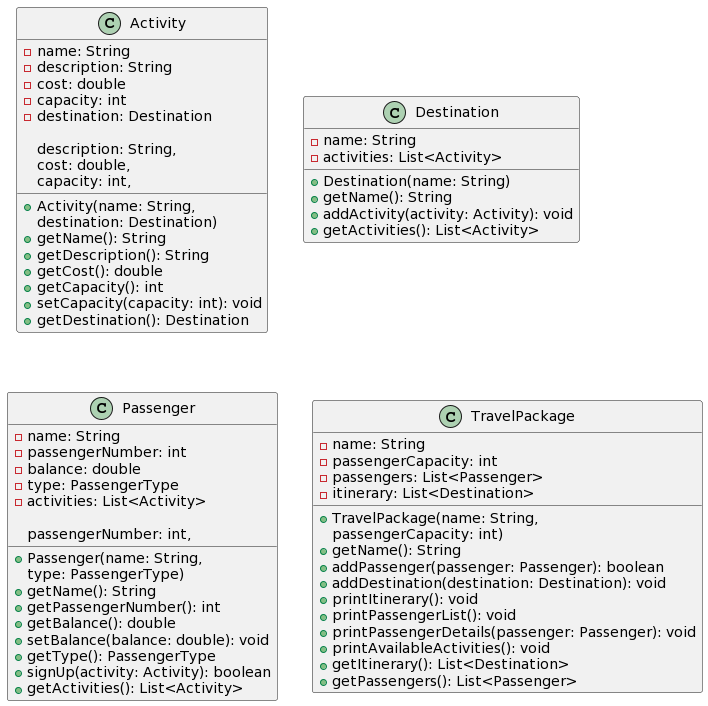 C Activity
name: String
description: String
cost: double
capacity: int
destination: Destination
description: String,
cost: double,
capacity: int,
Activity(name: String,
destination: Destination)
getName(): String
getDescription(): String
getCost(): double
getCapacity(): int
setCapacity(capacity: int): void
getDestination(): Destination
C Destination
name: String
activities: List<Activity>
Destination(name: String)
getName(): String
addActivity(activity: Activity): void
getActivities(): List<Activity>
C Passenger
name: String
passengerNumber: int
balance: double
type: PassengerType
activities: List<Activity>
passengerNumber: int,
Passenger(name: String,
type: PassengerType)
getName(): String
getPassengerNumber(): int
getBalance(): double
setBalance(balance: double): void
getType(): PassengerType
signUp(activity: Activity): boolean
getActivities(): List<Activity>
C TravelPackage
name: String
passengerCapacity: int
passengers: List<Passenger>
itinerary: List<Destination>
TravelPackage(name: String,
passengerCapacity: int)
getName(): String
addPassenger(passenger: Passenger): boolean
addDestination(destination: Destination): void
printItinerary(): void
printPassengerList(): void
printPassengerDetails(passenger: Passenger): void
printAvailableActivities(): void
getItinerary(): List<Destination>
getPassengers(): List<Passenger>